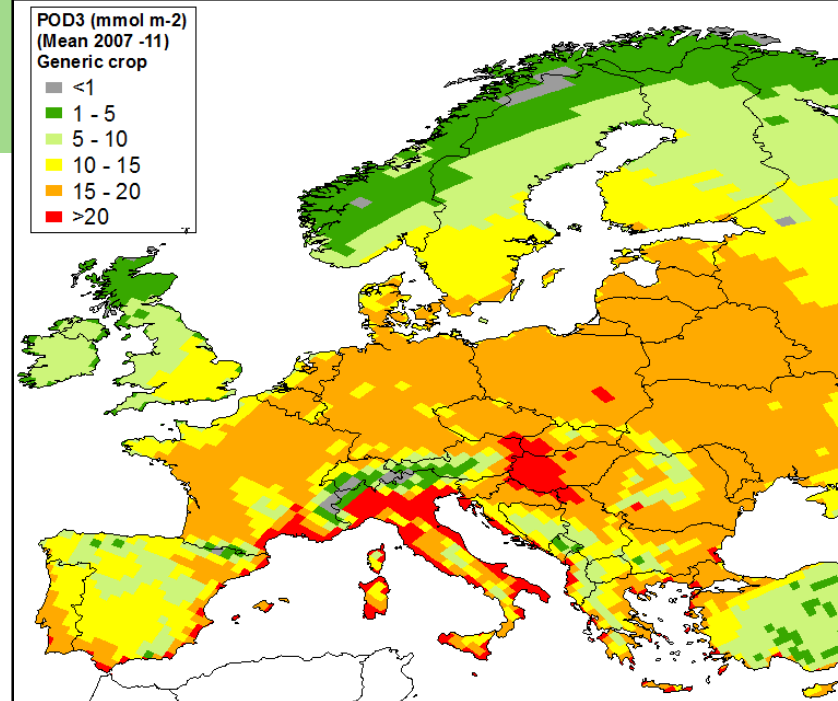 POD3 (mmol m-2)
(Mean 2007 -11)
Generic crop
<1
1 - 5
5 - 10
10 - 15
15 - 20
>20